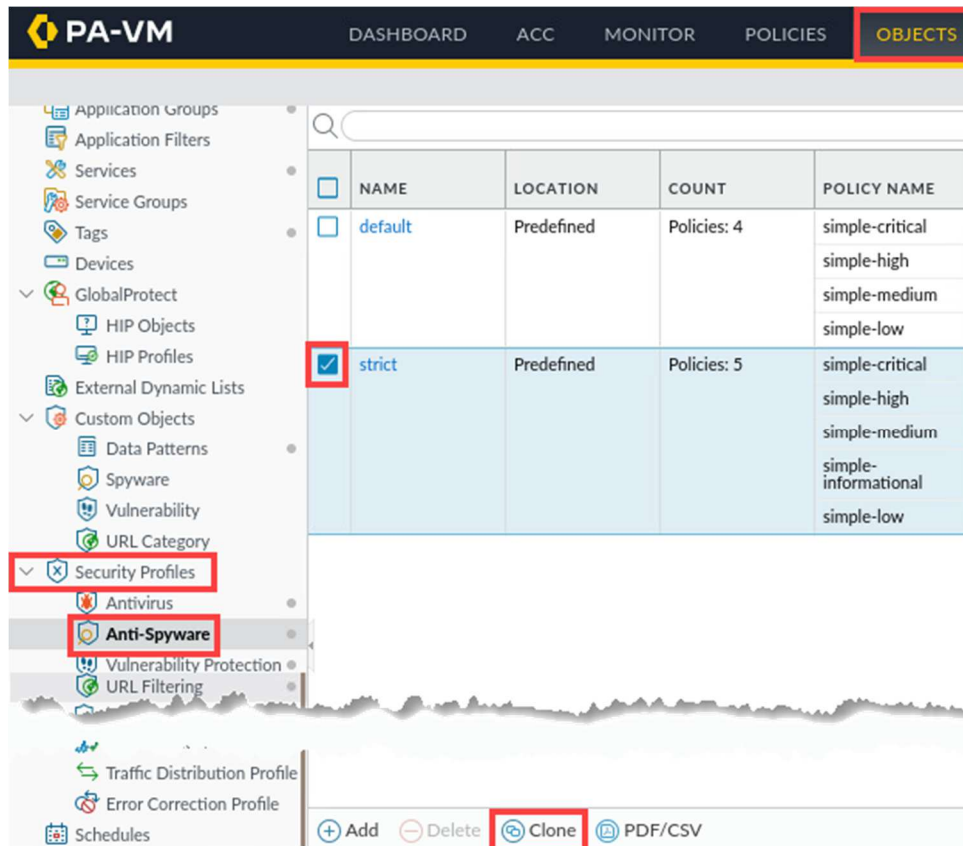 PA-VM
DASHBOARD ACC MONITOR POLICIES OBJECTS
Application Groups
Application Filters
Services
Service Groups
Tags
Devices
GlobalProtect
HIP Objects
HIP Profiles
External Dynamic Lists
Custom Objects
Data Patterns
Spyware
Vulnerability
URL Category
Security Profiles
Antivirus
Anti-Spyware
Vulnerability Protection
URL Filtering
Traffic Distribution Profile
Error Correction Profile
Schedules
NAME LOCATION COUNT POLICY NAME
default Predefined Policies: 4 simple-critical
simple-high
simple-medium
simple-low
strict Predefined Policies: 5 simple-critical
simple-high
simple-medium
simple-
informational
simple-low
Add Delete Clone PDF/CSV